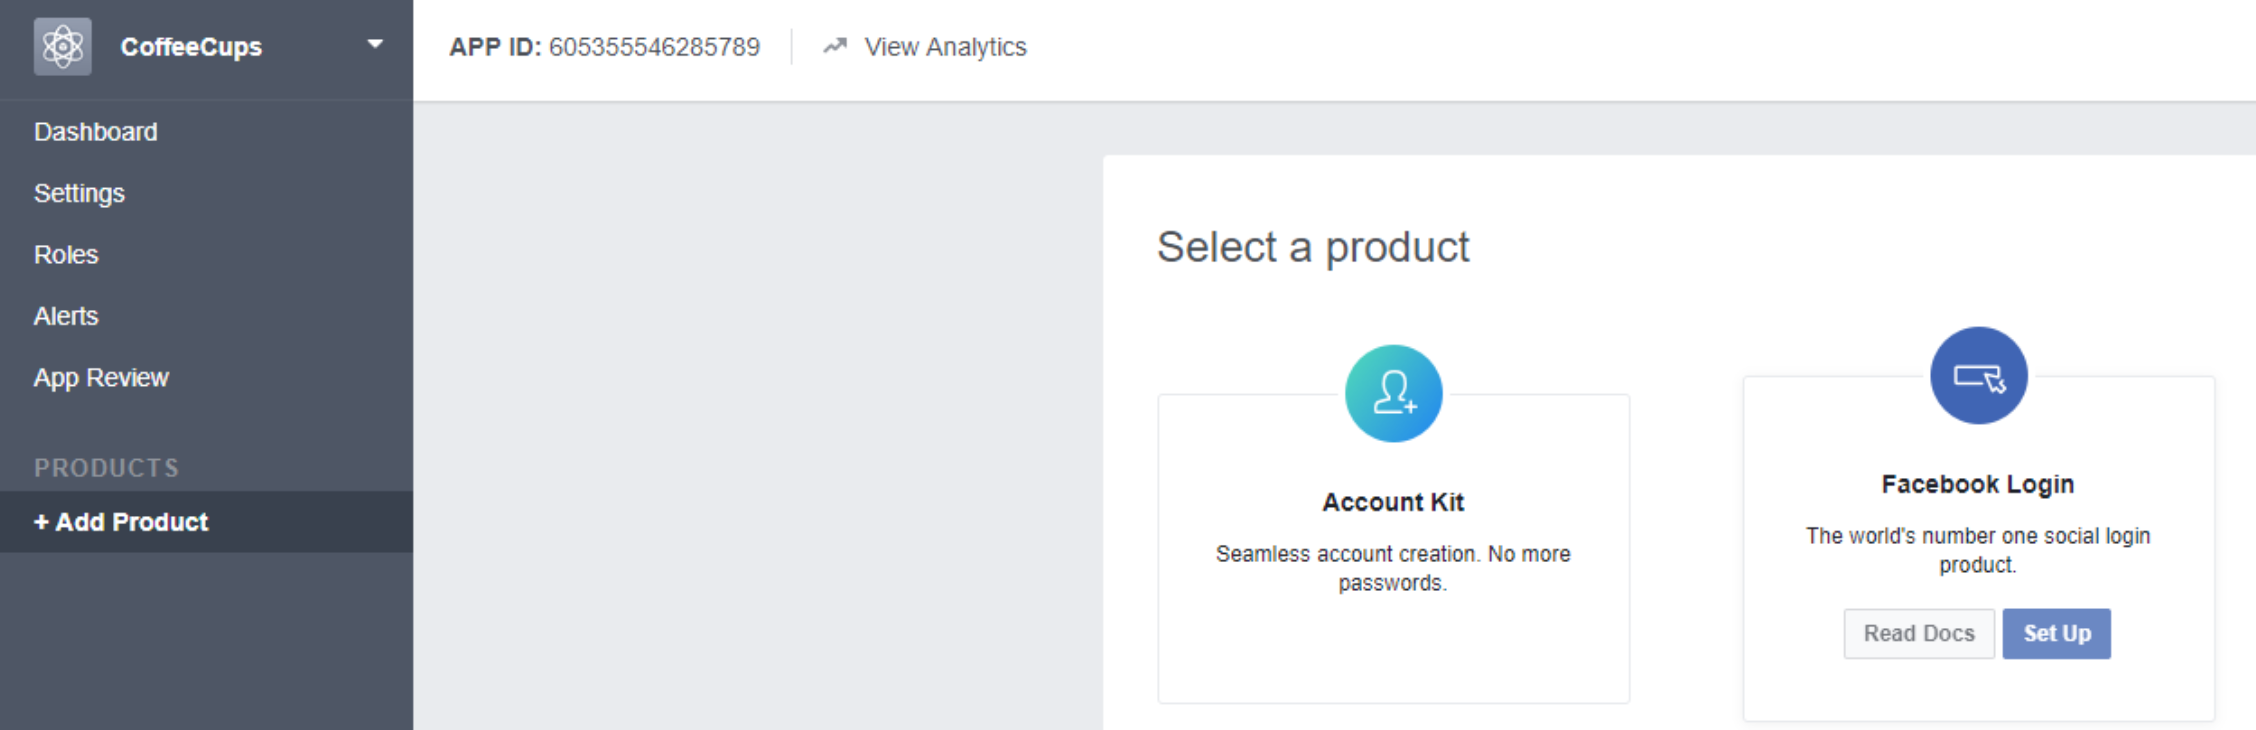 CoffeeCups
APP ID: 605355546285789
View Analytics
Dashboard
Settings
Roles
Alerts
App Review
PRODUCTS
+ Add Product
Select a product
Account Kit
Seamless account creation. No more
passwords.
Facebook Login
The world's number one social login
product.
Read Docs
Set Up